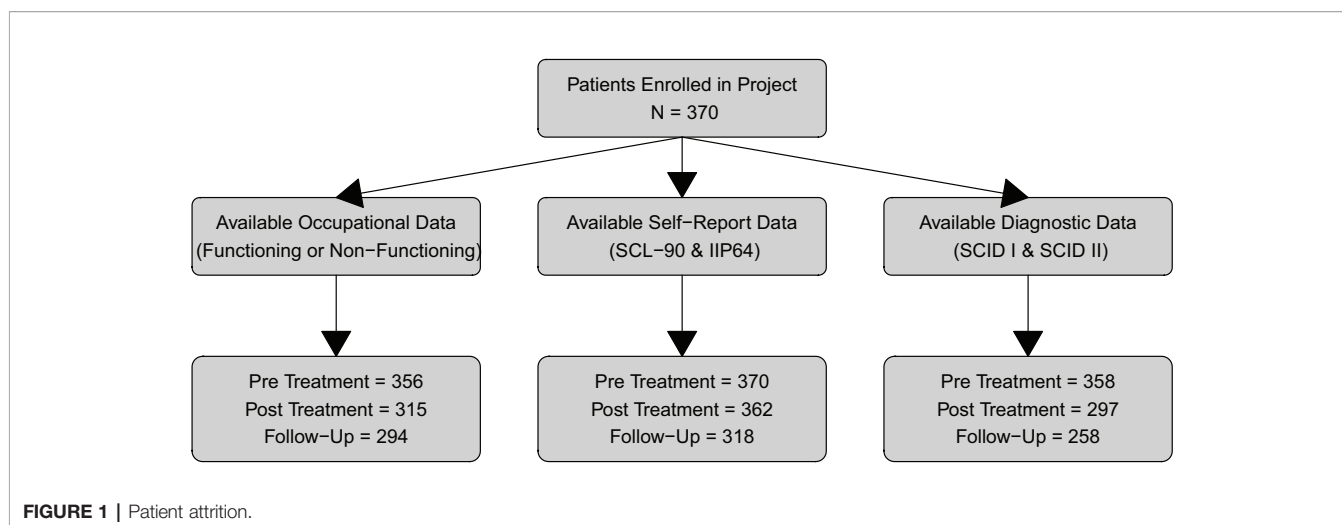 Patients Enrolled in Project
N = 370
Available Occupational Data
(Functioning or Non−Functioning)
Available Self−Report Data
(SCL−90 & IIP64)
Available Diagnostic Data
(SCID I & SCID II)
Pre Treatment = 356
Post Treatment = 315
Follow−Up = 294
Pre Treatment = 370
Post Treatment = 362
Follow−Up = 318
Pre Treatment = 358
Post Treatment = 297
Follow−Up = 258
FIGURE 1 | Patient attrition.